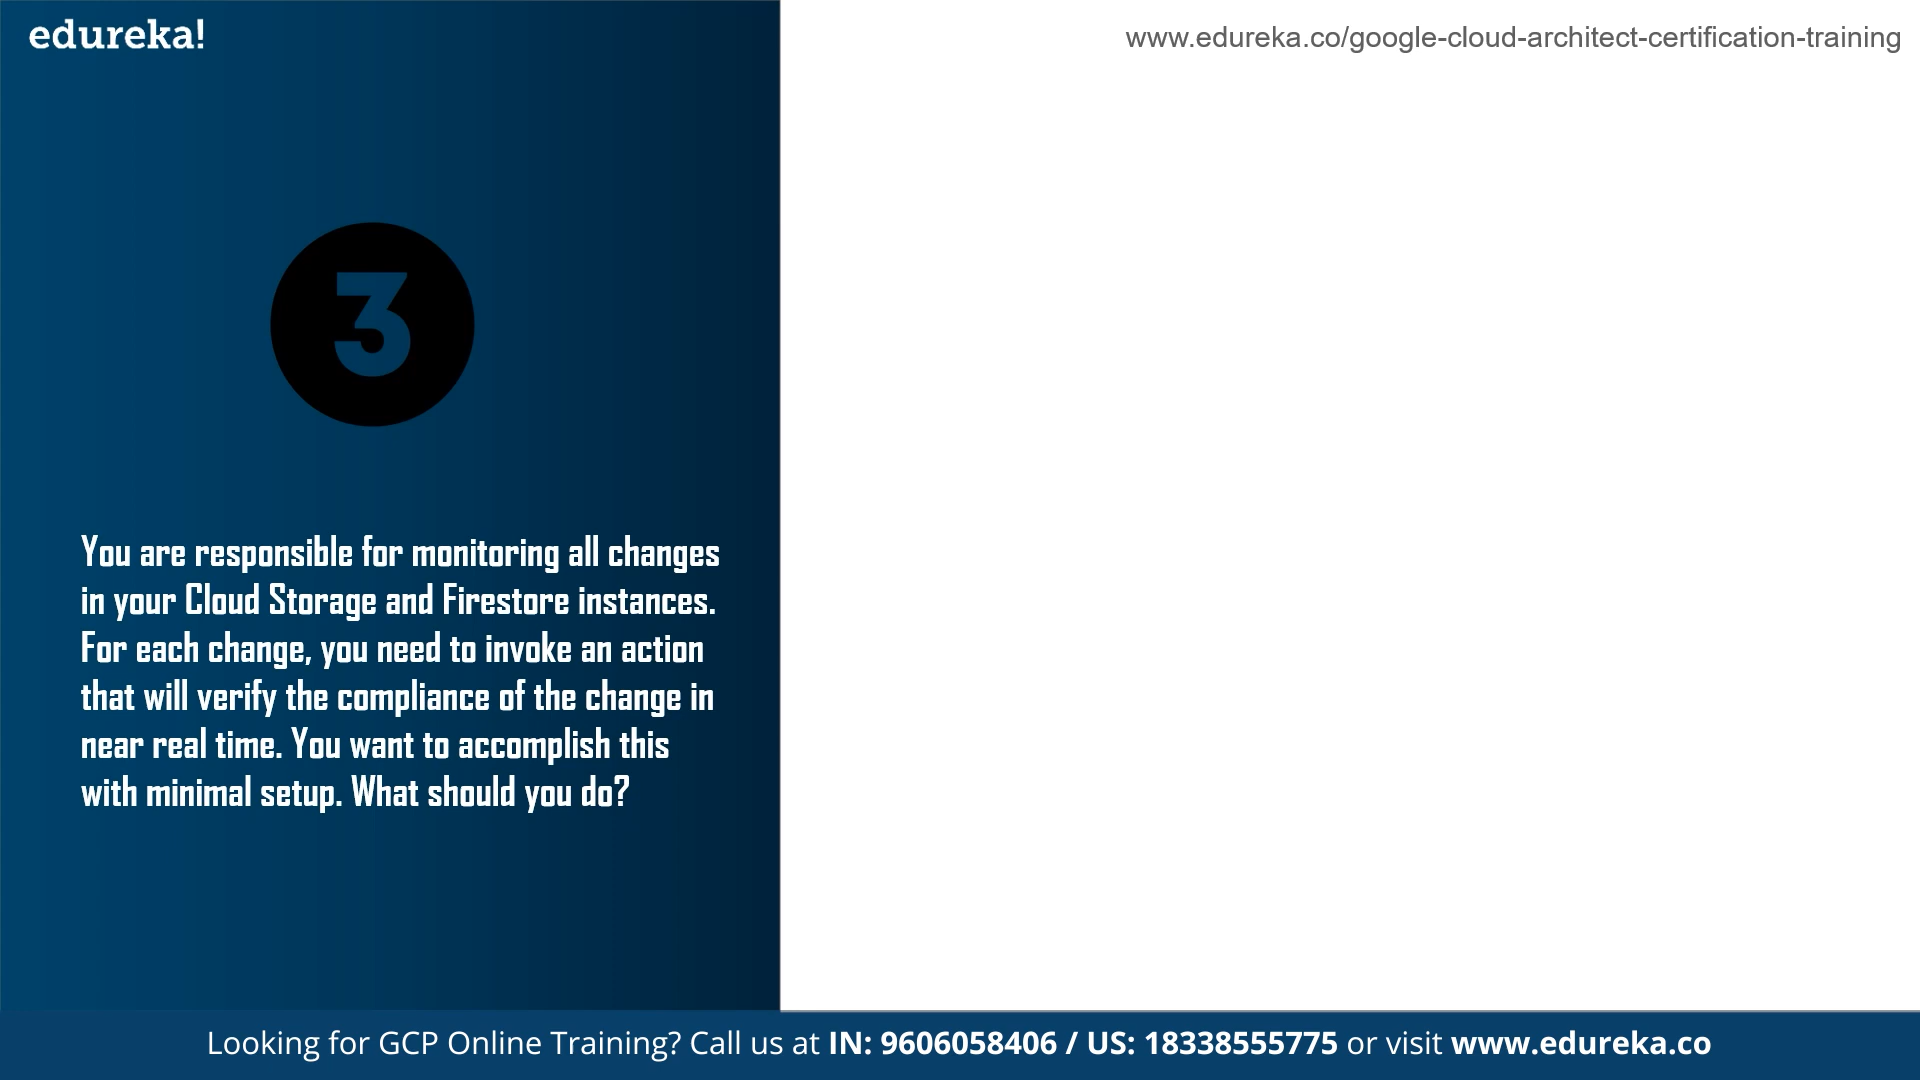 edureka!
www.edureka.co/google-cloud-architect-certification-training
3
You are responsible for monitoring all changes
in your Cloud Storage and Firestore instances.
For each change, you need to invoke an action
that will verify the compliance of the change in
near real time. You want to accomplish this
with minimal setup. What should you do?
Looking for GCP Online Training? Call us at IN: 9606058406 / US: 18338555775 or visit www.edureka.co